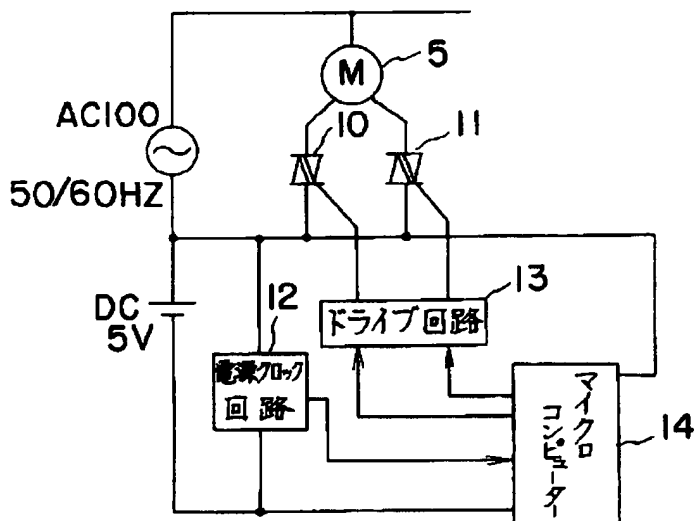 5
M
AC100
10
11
50/60HZ
DC
5V
12
13
ドライブ回路
電源クロック
回路
マイクロ
コンピューター
14